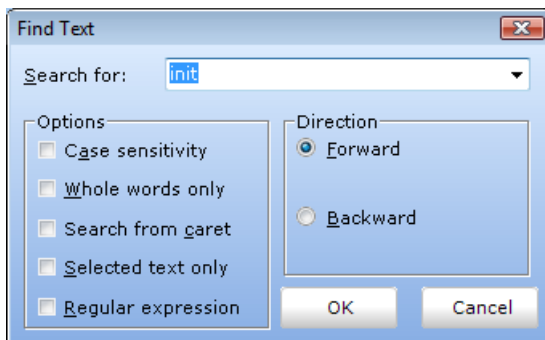 Find Text
Search for: init
Options
Case sensitivity
Whole words only
Search from caret
Selected text only
Regular expression
Direction
Forward
Backward
OK Cancel